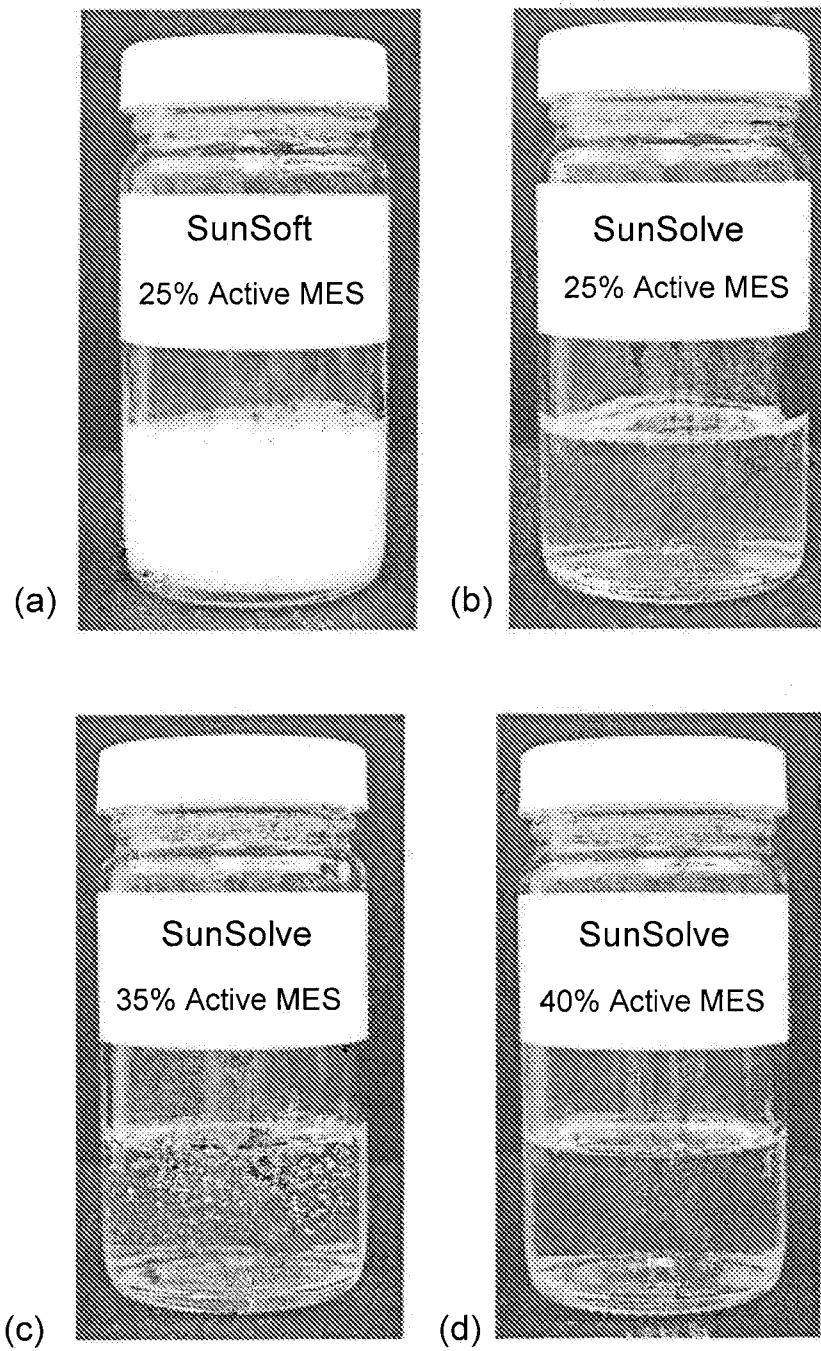 SunSoft
25% Active MES
SunSolve
25% Active MES
(a)
(b)
SunSolve
35% Active MES
SunSolve
40% Active MES
(c)
(d)